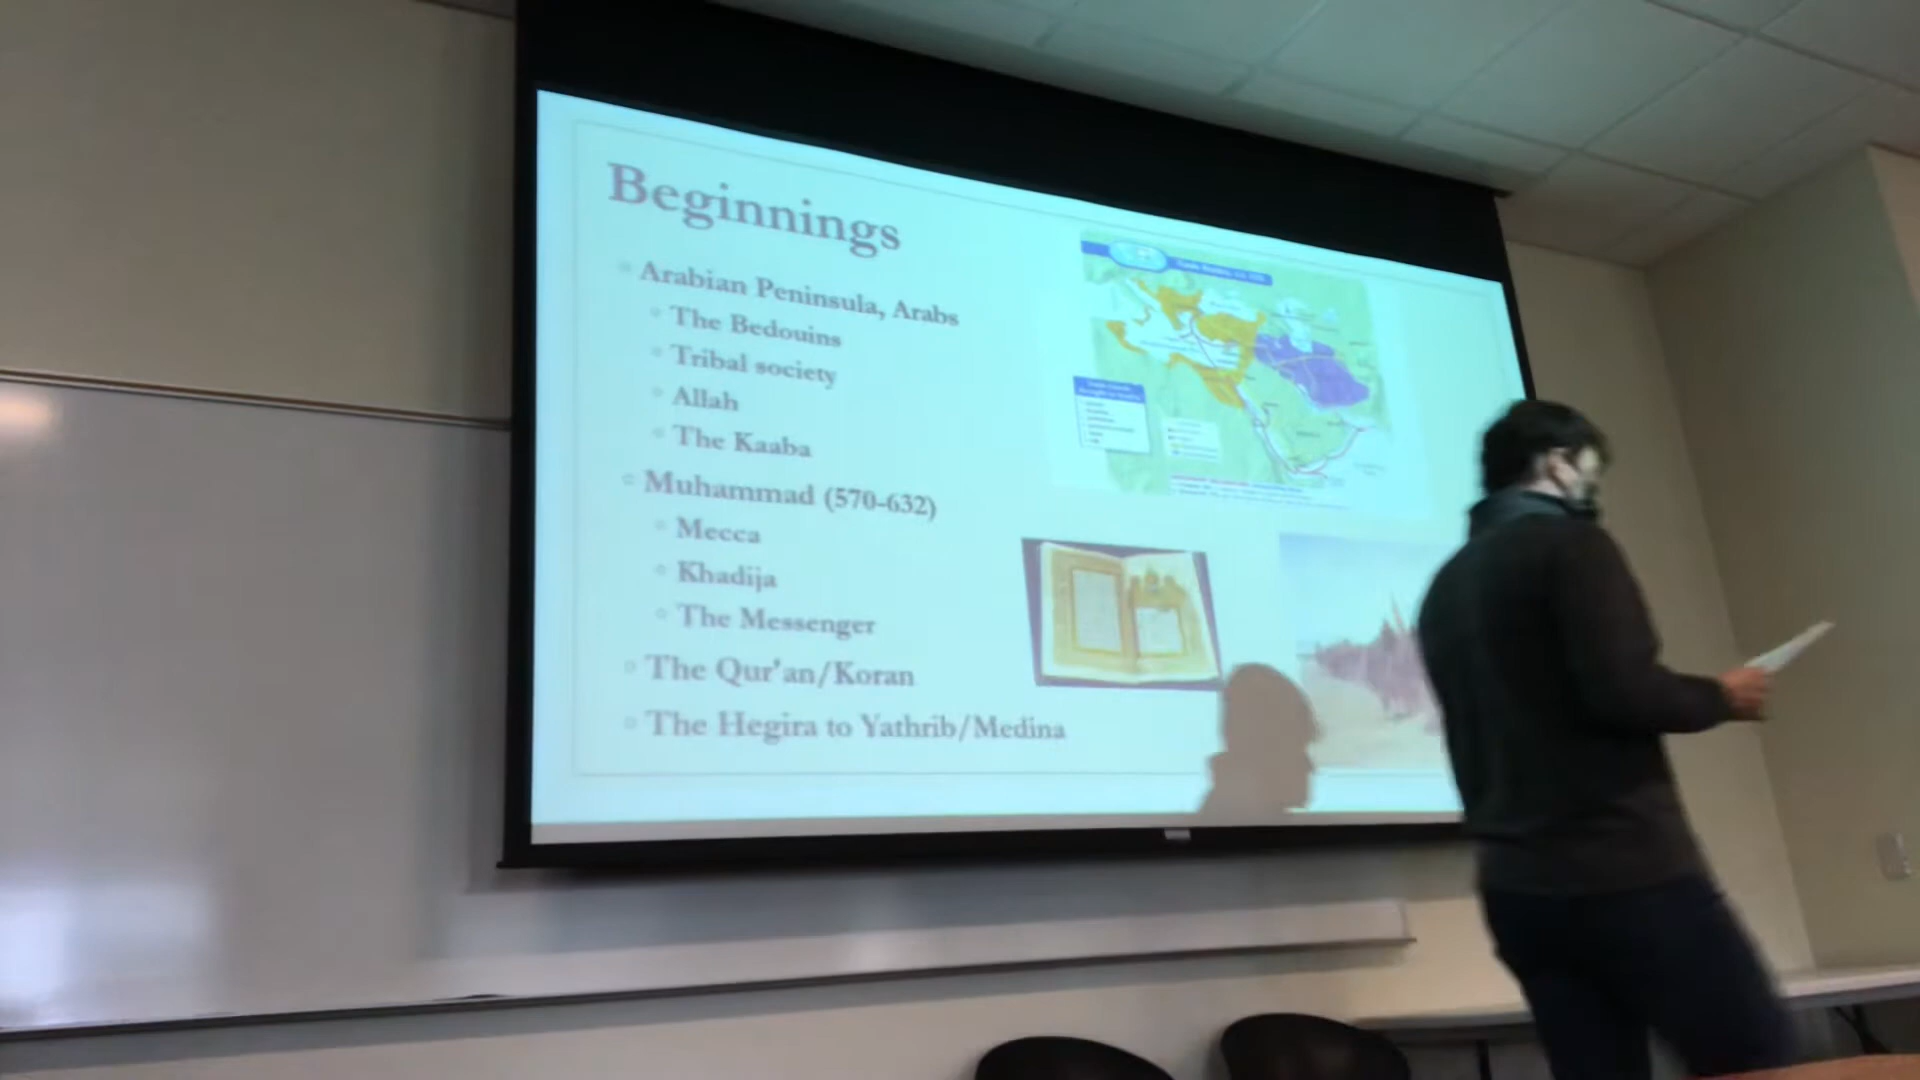 Beginnings
Arabian Peninsula, Arabs
The Bedouins
Tribal society
Allah
The Kaaba
Muhammad (570-632)
Mecca
Khadija
The Messenger
The Qur'an/Koran
The Hegira to Yathrib/Medina